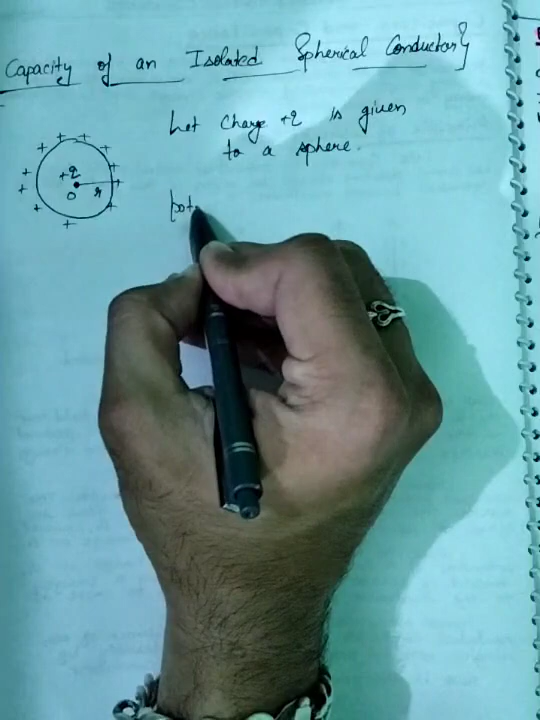 Capacity of an Isolated Spherical Conductor}
Let Charge +q is given
to a sphere.
+q
O r
pot